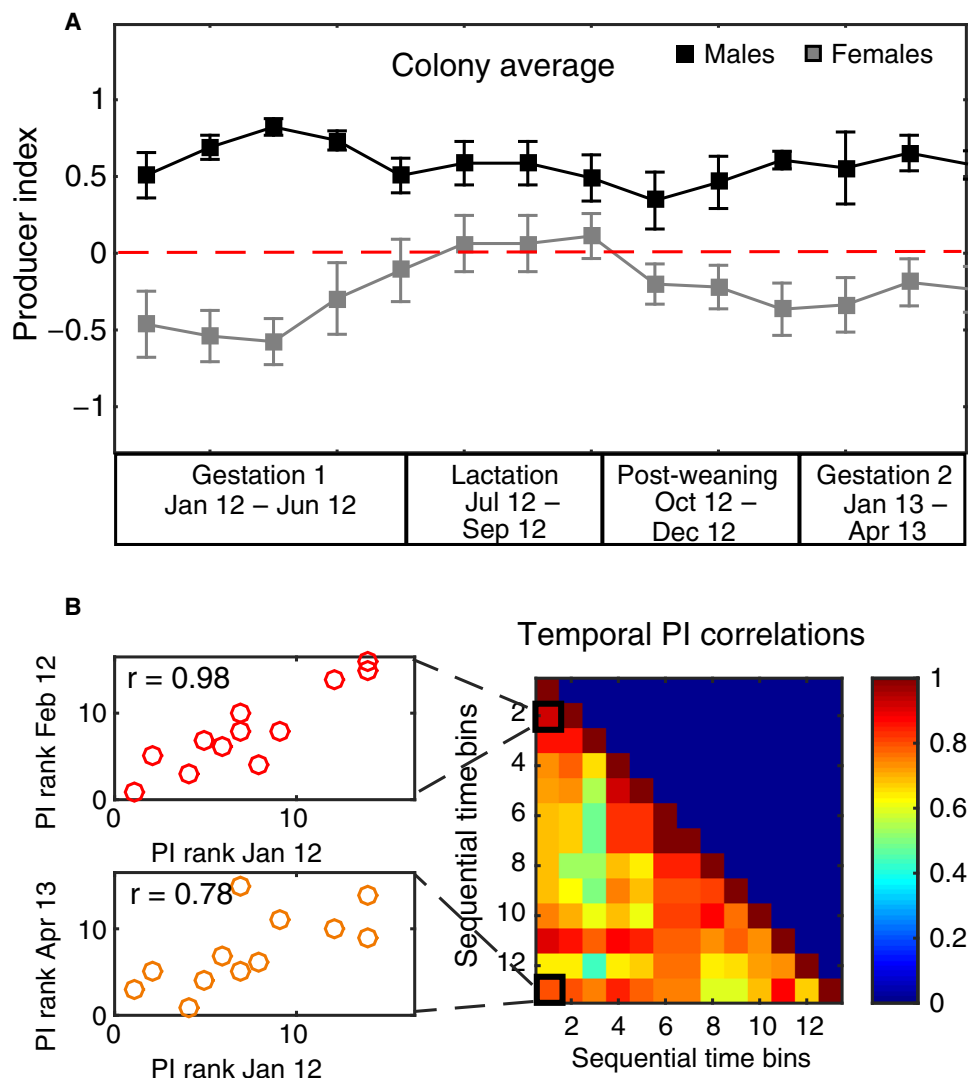 A
Colony average
Males
Females
Producer index
1
0.5
0
−0.5
−1
Gestation 1
Jan 12 – Jun 12
Lactation
Jul 12 –
Sep 12
Post-weaning
Oct 12 –
Dec 12
Gestation 2
Jan 13 –
Apr 13
B
r = 0.98
PI rank Feb 12
10
0
0
10
PI rank Jan 12
r = 0.78
PI rank Apr 13
10
0
0
10
PI rank Jan 12
Temporal PI correlations
Sequential time bins
2
4
6
8
10
12
2 4 6 8 10 12
Sequential time bins
1
0.8
0.6
0.4
0.2
0